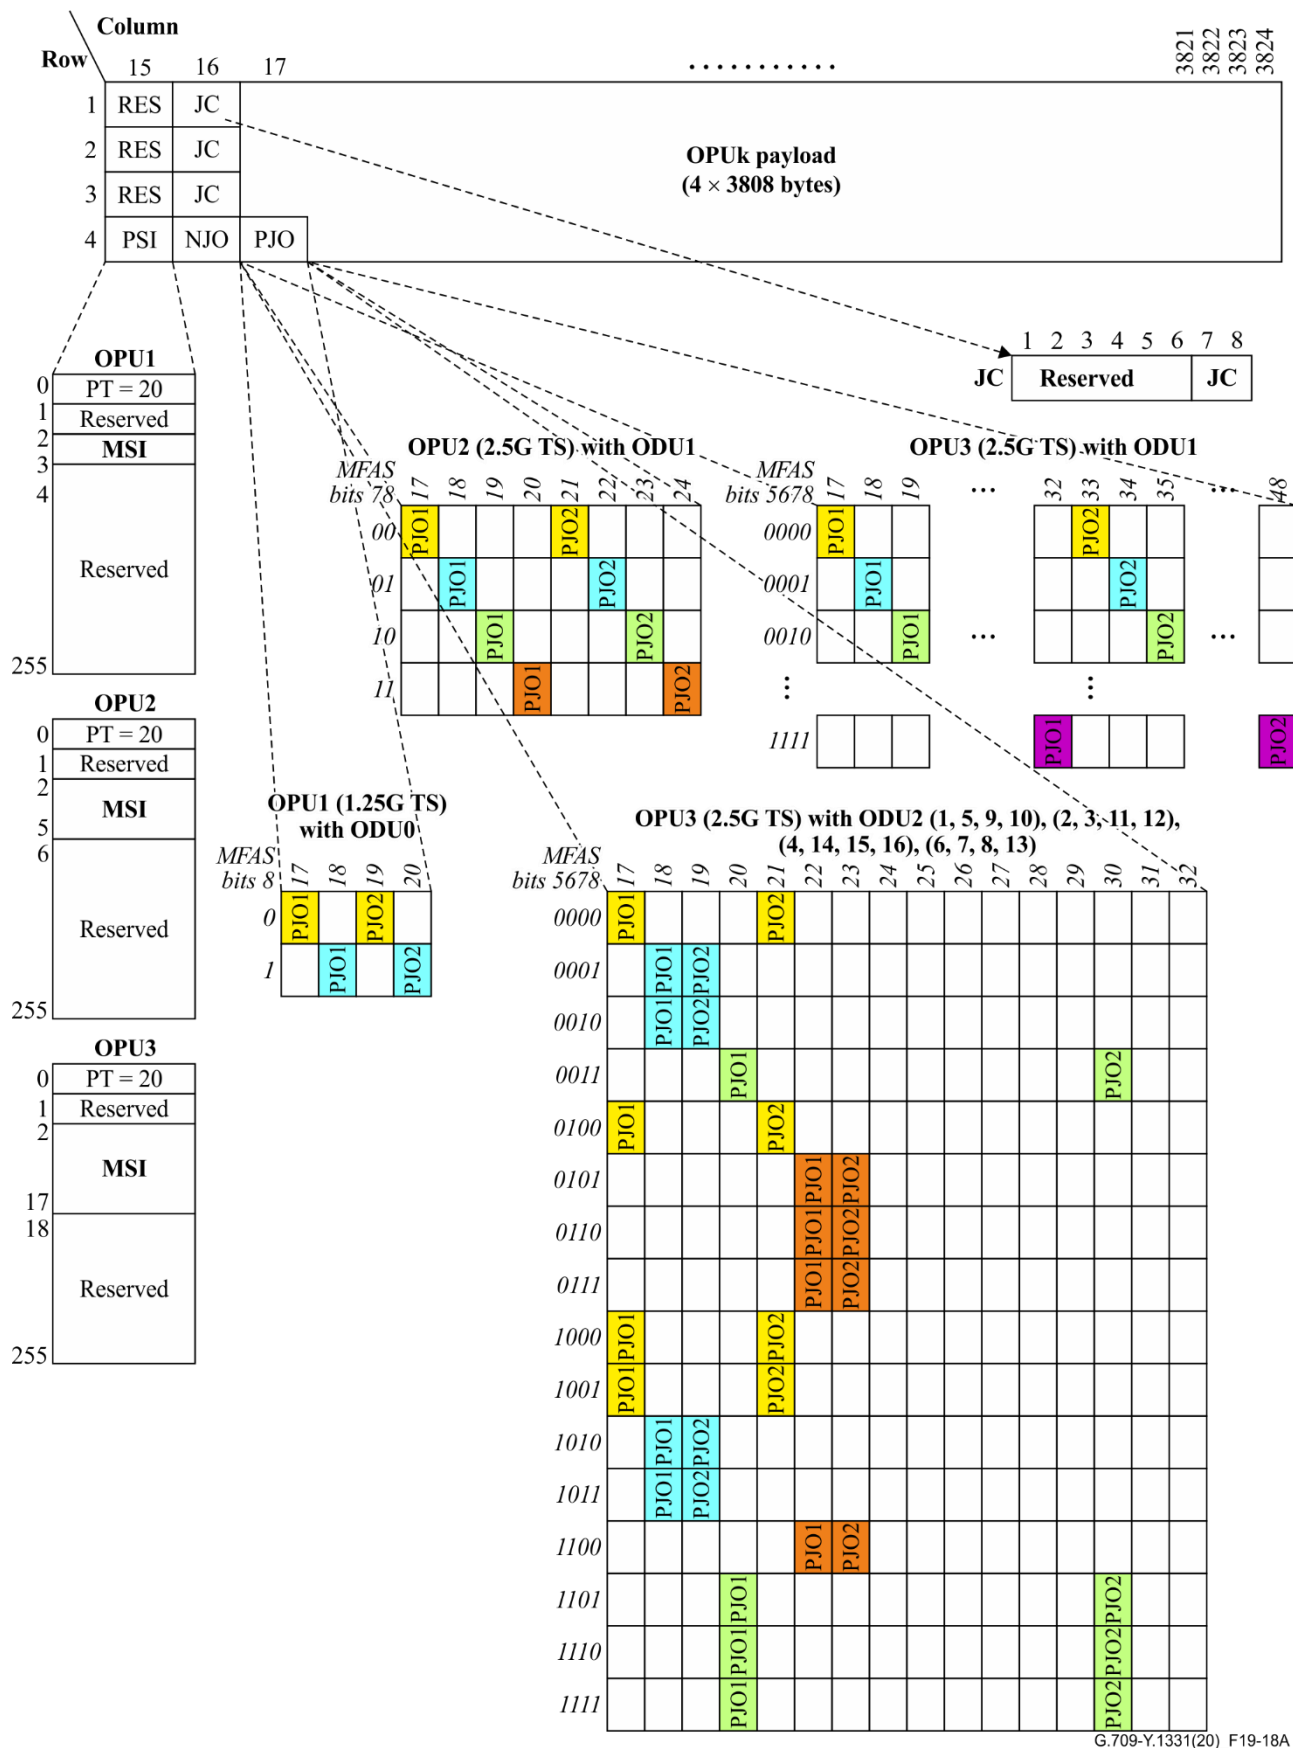 Column
Row 15 16 17 ........... 3821 3822 3823 3824
1 RES JC
2 RES JC
OPUk payload
(4 × 3808 bytes)
3 RES JC
4 PSI NJO PJO
OPU1
0 PT = 20
1 Reserved
2 MSI
3
4
Reserved
255
OPU2
0 PT = 20
1 Reserved
2
MSI
5
6
Reserved
255
OPU3
0 PT = 20
1 Reserved
2
MSI
17
18
Reserved
255
1 2 3 4 5 6 7 8
JC Reserved JC
OPU2 (2.5G TS) with ODU1
MFAS
bits 78 17 18 19 20 21 22 23 24
00 PJO1 PJO2
01 PJO1 PJO2
10 PJO1 PJO2
11 PJO1 PJO2
OPU3 (2.5G TS) with ODU1
MFAS
bits 5678 17 18 19 ... 32 33 34 35 ... 48
0000 PJO1 PJO2
0001 PJO1 PJO2
0010 PJO1 ... PJO2 ...
⋮ ⋮
1111 PJO1 PJO2
OPU1 (1.25G TS)
with ODU0
MFAS
bits 8 17 18 19 20
0 PJO1 PJO2
1 PJO1 PJO2
OPU3 (2.5G TS) with ODU2 (1, 5, 9, 10), (2, 3, 11, 12),
(4, 14, 15, 16), (6, 7, 8, 13)
MFAS
bits 5678 17 18 19 20 21 22 23 24 25 26 27 28 29 30 31 32
0000 PJO1 PJO2
0001 PJO1 PJO2
0010 PJO1 PJO2
0011 PJO1 PJO2
0100 PJO1 PJO2
0101 PJO1 PJO2
0110 PJO1 PJO2
0111 PJO1 PJO2
1000 PJO1 PJO2
1001 PJO1 PJO2
1010 PJO1 PJO2
1011 PJO1 PJO2
1100 PJO1 PJO2
1101 PJO1 PJO2
1110 PJO1 PJO2
1111 PJO1 PJO2
G.709-Y.1331(20) F19-18A